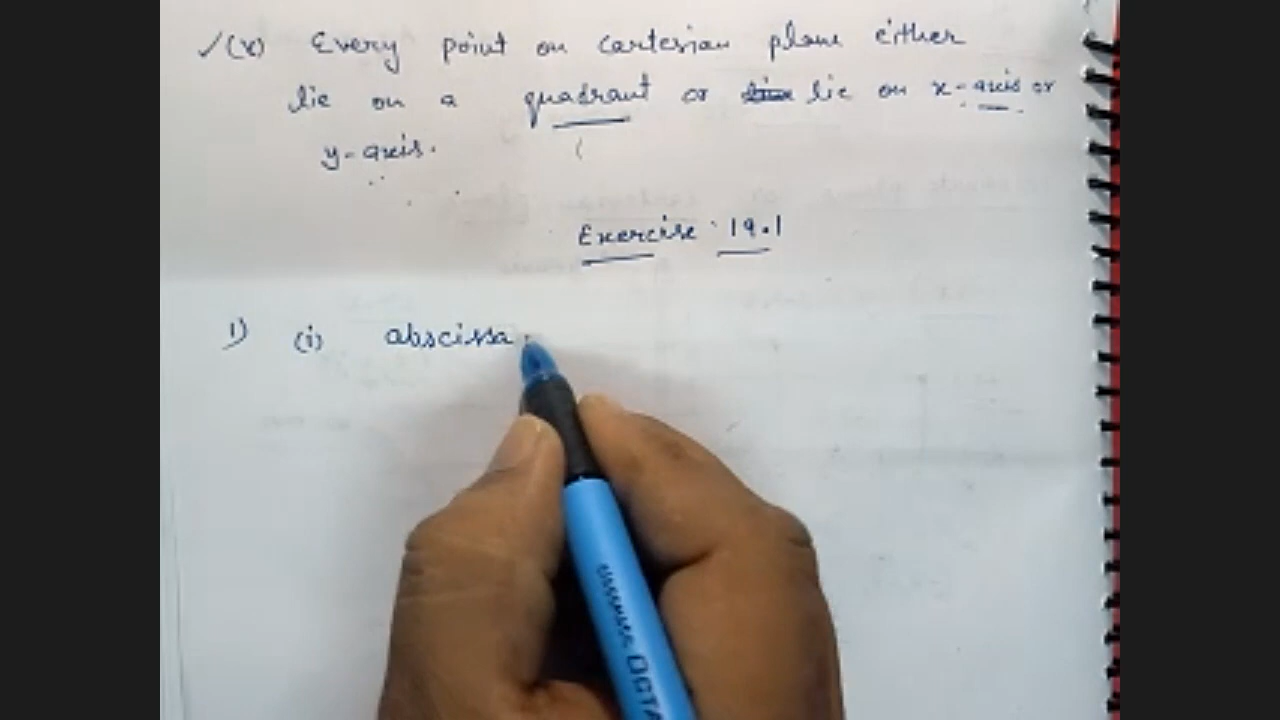 ✓(x) Every point on cartesian plane either
lie on a quadrant or lie on x-axis or
y-axis.
Exercise 19.1
1) (i) abscissa
OCTA